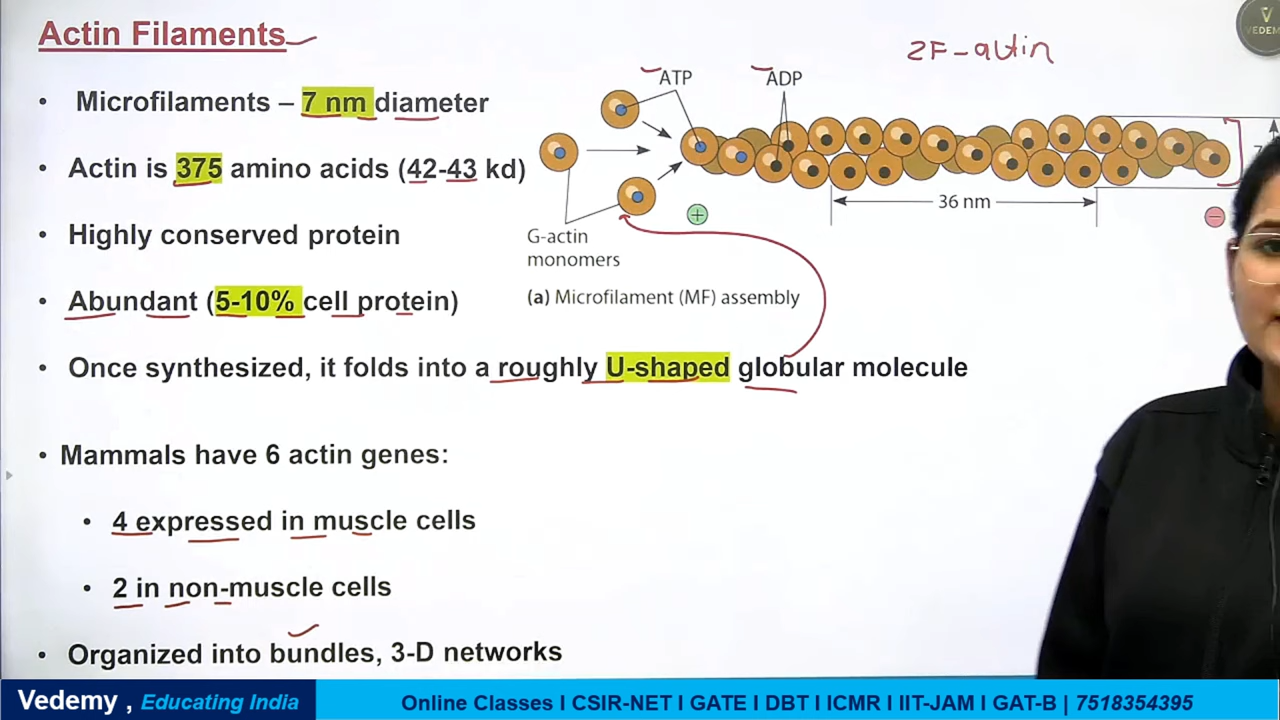 Actin Filaments
2F-actin
V
VEDEM
• Microfilaments – 7 nm diameter
ATP
ADP
• Actin is 375 amino acids (42-43 kd)
7
36 nm
+
−
• Highly conserved protein
G-actin
monomers
• Abundant (5-10% cell protein)
(a) Microfilament (MF) assembly
• Once synthesized, it folds into a roughly U-shaped globular molecule
• Mammals have 6 actin genes:
• 4 expressed in muscle cells
• 2 in non-muscle cells
• Organized into bundles, 3-D networks
Vedemy , Educating India
Online Classes I CSIR-NET I GATE I DBT I ICMR I IIT-JAM I GAT-B | 7518354395